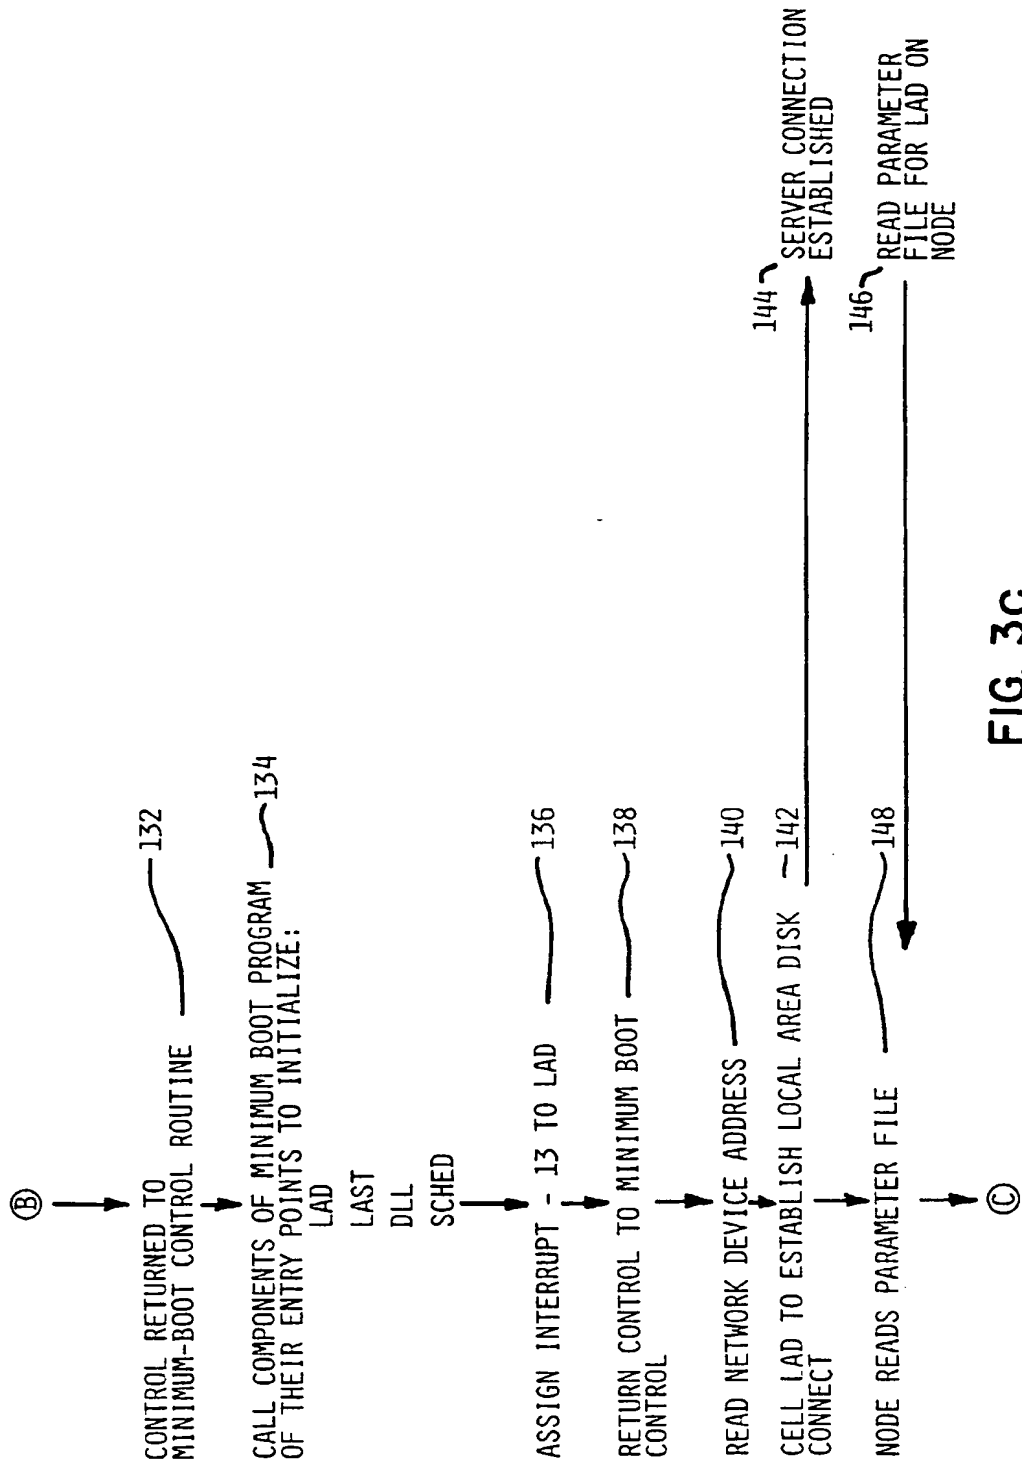 Ⓑ
CONTROL RETURNED TO
MINIMUM-BOOT CONTROL ROUTINE
132
CALL COMPONENTS OF MINIMUM BOOT PROGRAM
OF THEIR ENTRY POINTS TO INITIALIZE:
134
LAD
LAST
DLL
SCHED
ASSIGN INTERRUPT - 13 TO LAD
136
RETURN CONTROL TO MINIMUM BOOT
CONTROL
138
READ NETWORK DEVICE ADDRESS
140
CELL LAD TO ESTABLISH LOCAL AREA DISK
CONNECT
142
144
SERVER CONNECTION
ESTABLISHED
146
READ PARAMETER
FILE FOR LAD ON
NODE
NODE READS PARAMETER FILE
148
Ⓒ
FIG. 3C